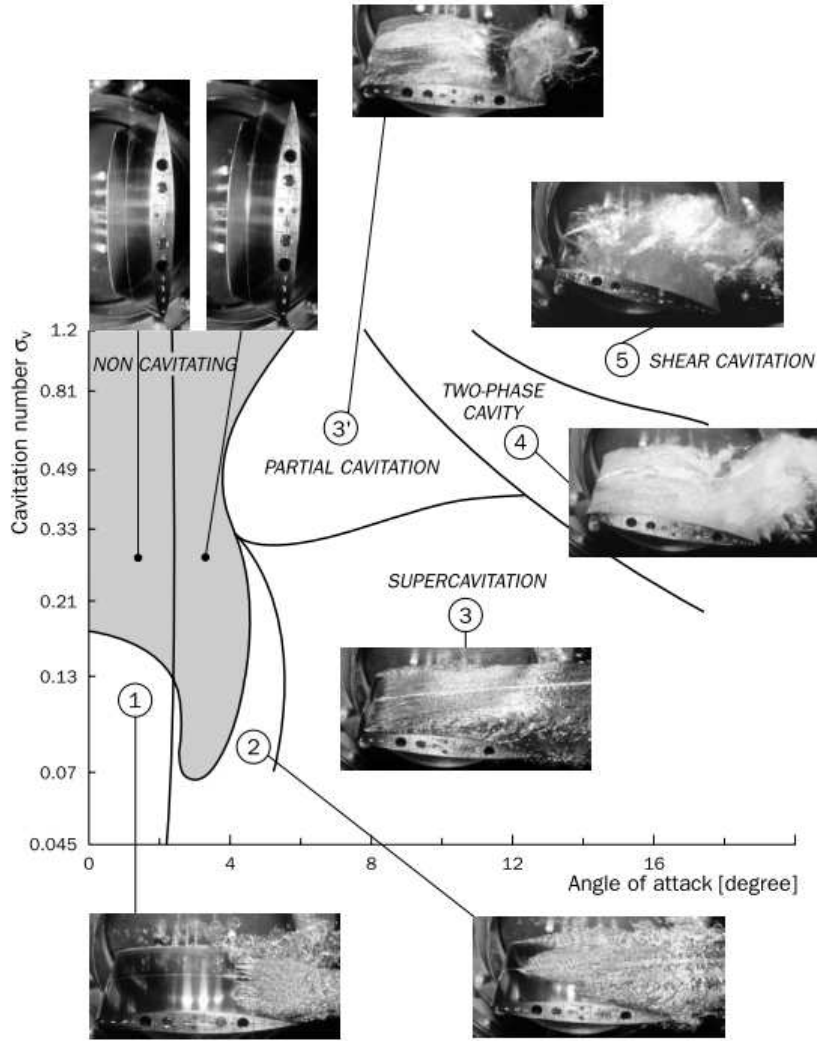 1.2
0.81
0.49
0.33
0.21
0.13
0.07
0.045
Cavitation number σv
NON CAVITATING
5 SHEAR CAVITATION
TWO-PHASE
CAVITY
4
3'
PARTIAL CAVITATION
SUPERCAVITATION
3
1
2
0 4 8 12 16
Angle of attack [degree]